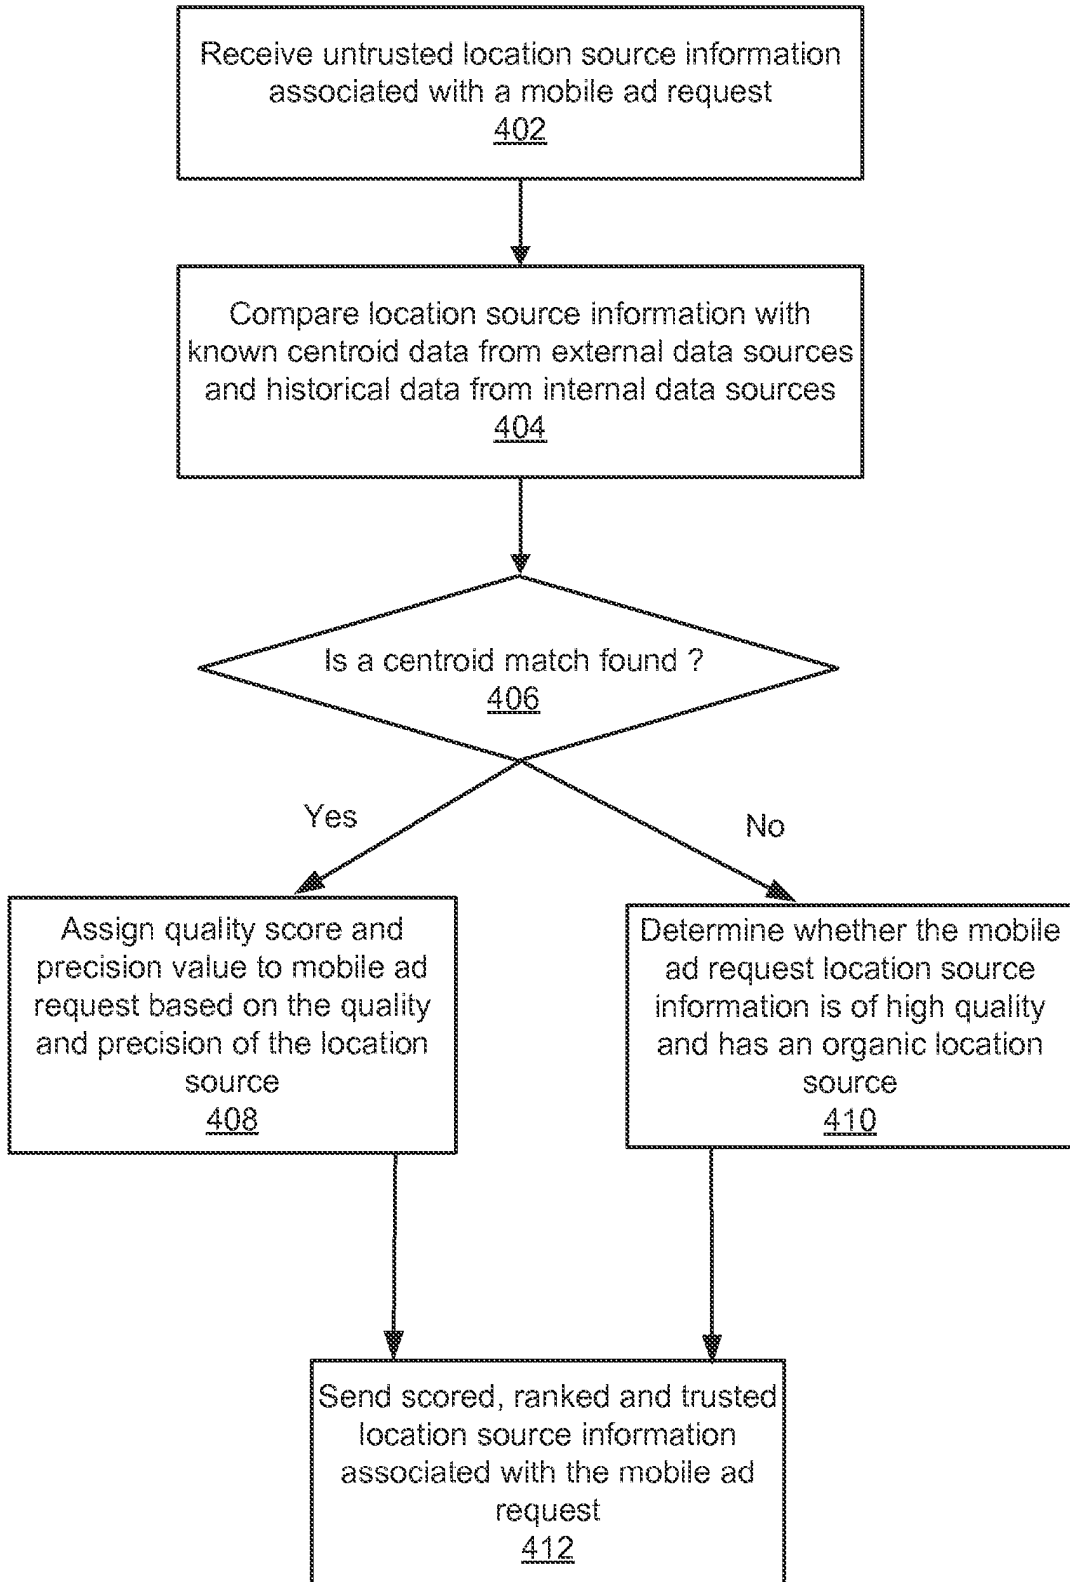 Receive untrusted location source information
associated with a mobile ad request
402
Compare location source information with
known centroid data from external data sources
and historical data from internal data sources
404
Is a centroid match found ?
406
Yes
No
Assign quality score and
precision value to mobile ad
request based on the quality
and precision of the location
source
408
Determine whether the mobile
ad request location source
information is of high quality
and has an organic location
source
410
Send scored, ranked and trusted
location source information
associated with the mobile ad
request
412